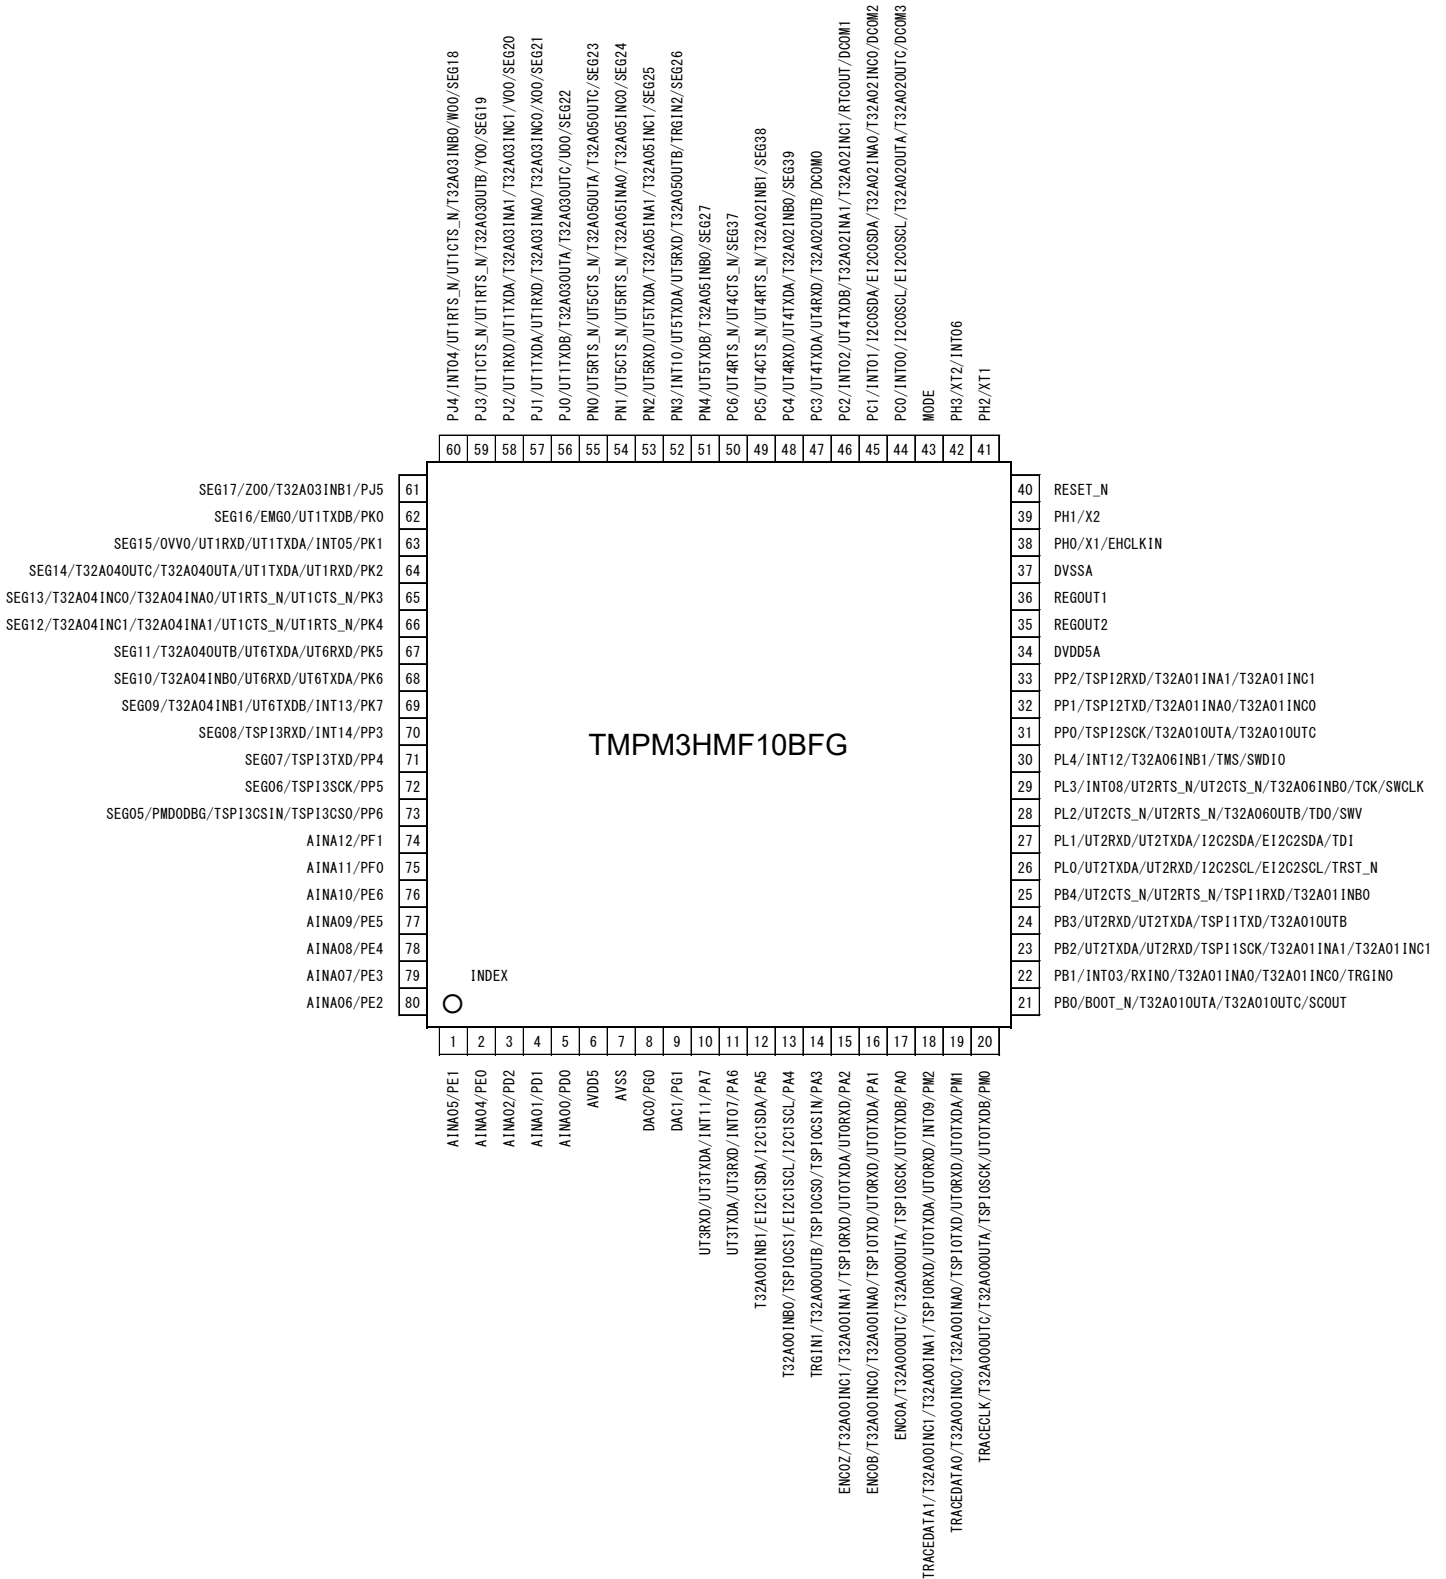 PJ4/INT04/UT1RTS_N/UT1CTS_N/T32A03INB0/WO0/SEG18
PJ3/UT1CTS_N/UT1RTS_N/T32A03OUTB/YO0/SEG19
PJ2/UT1RXD/UT1TXDA/T32A03INA1/T32A03INC1/VO0/SEG20
PJ1/UT1TXDA/UT1RXD/T32A03INA0/T32A03INC0/XO0/SEG21
PJ0/UT1TXDB/T32A03OUTA/T32A03OUTC/UO0/SEG22
PN0/UT5RTS_N/UT5CTS_N/T32A05OUTA/T32A05OUTC/SEG23
PN1/UT5CTS_N/UT5RTS_N/T32A05INA0/T32A05INC0/SEG24
PN2/UT5RXD/UT5TXDA/T32A05INA1/T32A05INC1/SEG25
PN3/INT10/UT5TXDA/UT5RXD/T32A05OUTB/TRGIN2/SEG26
PN4/UT5TXDB/T32A05INB0/SEG27
PC6/UT4RTS_N/UT4CTS_N/SEG37
PC5/UT4CTS_N/UT4RTS_N/T32A02INB1/SEG38
PC4/UT4RXD/UT4TXDA/T32A02INB0/SEG39
PC3/UT4TXDA/UT4RXD/T32A02OUTB/DCOM0
PC2/INT02/UT4TXDB/T32A02INA1/T32A02INC1/RTCOUT/DCOM1
PC1/INT01/I2C0SDA/EI2C0SDA/T32A02INA0/T32A02INC0/DCOM2
PC0/INT00/I2C0SCL/EI2C0SCL/T32A02OUTA/T32A02OUTC/DCOM3
MODE
PH3/XT2/INT06
PH2/XT1
60 59 58 57 56 55 54 53 52 51 50 49 48 47 46 45 44 43 42 41
SEG17/ZO0/T32A03INB1/PJ5 61
SEG16/EMG0/UT1TXDB/PK0 62
SEG15/OVV0/UT1RXD/UT1TXDA/INT05/PK1 63
SEG14/T32A04OUTC/T32A04OUTA/UT1TXDA/UT1RXD/PK2 64
SEG13/T32A04INC0/T32A04INA0/UT1RTS_N/UT1CTS_N/PK3 65
SEG12/T32A04INC1/T32A04INA1/UT1CTS_N/UT1RTS_N/PK4 66
SEG11/T32A04OUTB/UT6TXDA/UT6RXD/PK5 67
SEG10/T32A04INB0/UT6RXD/UT6TXDA/PK6 68
SEG09/T32A04INB1/UT6TXDB/INT13/PK7 69
SEG08/TSPI3RXD/INT14/PP3 70
SEG07/TSPI3TXD/PP4 71
SEG06/TSPI3SCK/PP5 72
SEG05/PMD0DBG/TSPI3CSIN/TSPI3CS0/PP6 73
AINA12/PF1 74
AINA11/PF0 75
AINA10/PE6 76
AINA09/PE5 77
AINA08/PE4 78
AINA07/PE3 79
AINA06/PE2 80
TMPM3HMF10BFG
INDEX
40 RESET_N
39 PH1/X2
38 PH0/X1/EHCLKIN
37 DVSSA
36 REGOUT1
35 REGOUT2
34 DVDD5A
33 PP2/TSPI2RXD/T32A01INA1/T32A01INC1
32 PP1/TSPI2TXD/T32A01INA0/T32A01INC0
31 PP0/TSPI2SCK/T32A01OUTA/T32A01OUTC
30 PL4/INT12/T32A06INB1/TMS/SWDIO
29 PL3/INT08/UT2RTS_N/UT2CTS_N/T32A06INB0/TCK/SWCLK
28 PL2/UT2CTS_N/UT2RTS_N/T32A06OUTB/TDO/SWV
27 PL1/UT2RXD/UT2TXDA/I2C2SDA/EI2C2SDA/TDI
26 PL0/UT2TXDA/UT2RXD/I2C2SCL/EI2C2SCL/TRST_N
25 PB4/UT2CTS_N/UT2RTS_N/TSPI1RXD/T32A01INB0
24 PB3/UT2RXD/UT2TXDA/TSPI1TXD/T32A01OUTB
23 PB2/UT2TXDA/UT2RXD/TSPI1SCK/T32A01INA1/T32A01INC1
22 PB1/INT03/RXIN0/T32A01INA0/T32A01INC0/TRGIN0
21 PB0/BOOT_N/T32A01OUTA/T32A01OUTC/SCOUT
1 2 3 4 5 6 7 8 9 10 11 12 13 14 15 16 17 18 19 20
AINA05/PE1
AINA04/PE0
AINA02/PD2
AINA01/PD1
AINA00/PD0
AVDD5
AVSS
DAC0/PG0
DAC1/PG1
UT3RXD/UT3TXDA/INT11/PA7
UT3TXDA/UT3RXD/INT07/PA6
T32A00INB1/EI2C1SDA/I2C1SDA/PA5
T32A00INB0/TSPI0CS1/EI2C1SCL/I2C1SCL/PA4
TRGIN1/T32A00OUTB/TSPI0CS0/TSPI0CSIN/PA3
ENC0Z/T32A00INC1/T32A00INA1/TSPI0RXD/UT0TXDA/UT0RXD/PA2
ENC0B/T32A00INC0/T32A00INA0/TSPI0TXD/UT0RXD/UT0TXDA/PA1
ENC0A/T32A00OUTC/T32A00OUTA/TSPI0SCK/UT0TXDB/PA0
TRACEDATA1/T32A00INC1/T32A00INA1/TSPI0RXD/UT0TXDA/UT0RXD/INT09/PM2
TRACEDATA0/T32A00INC0/T32A00INA0/TSPI0TXD/UT0RXD/UT0TXDA/PM1
TRACECLK/T32A00OUTC/T32A00OUTA/TSPI0SCK/UT0TXDB/PM0